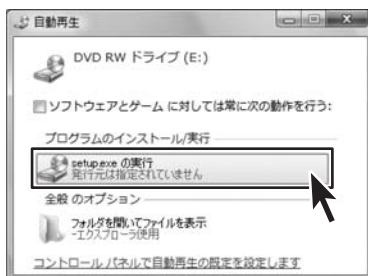 自動再生
DVD RW ドライブ (E:)
ソフトウェアとゲーム に対しては常に次の動作を行う:
プログラムのインストール/実行
setup.exe の実行
発行元は指定されていません
全般 のオプション
フォルダを開いてファイルを表示
-エクスプローラ使用
コントロール パネルで自動再生の既定を設定します